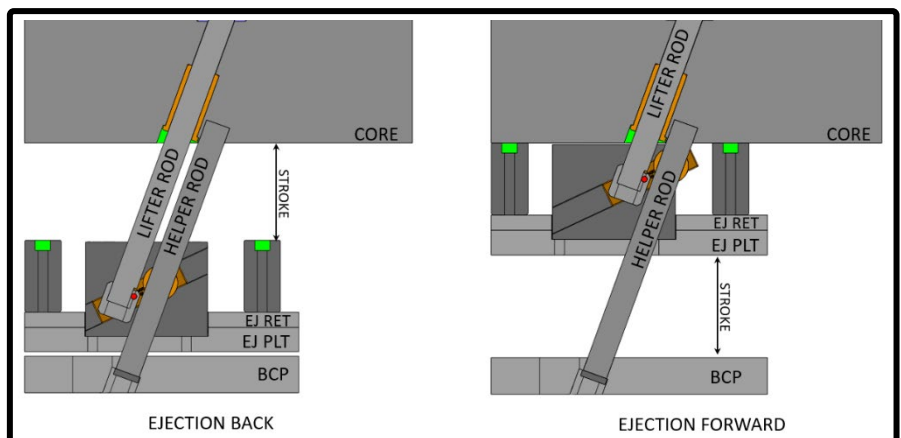 CORE
LIFTER ROD
HELPER ROD
STROKE
EJ RET
EJ PLT
BCP
EJECTION BACK
LIFTER ROD
CORE
HELPER ROD
EJ RET
EJ PLT
STROKE
BCP
EJECTION FORWARD